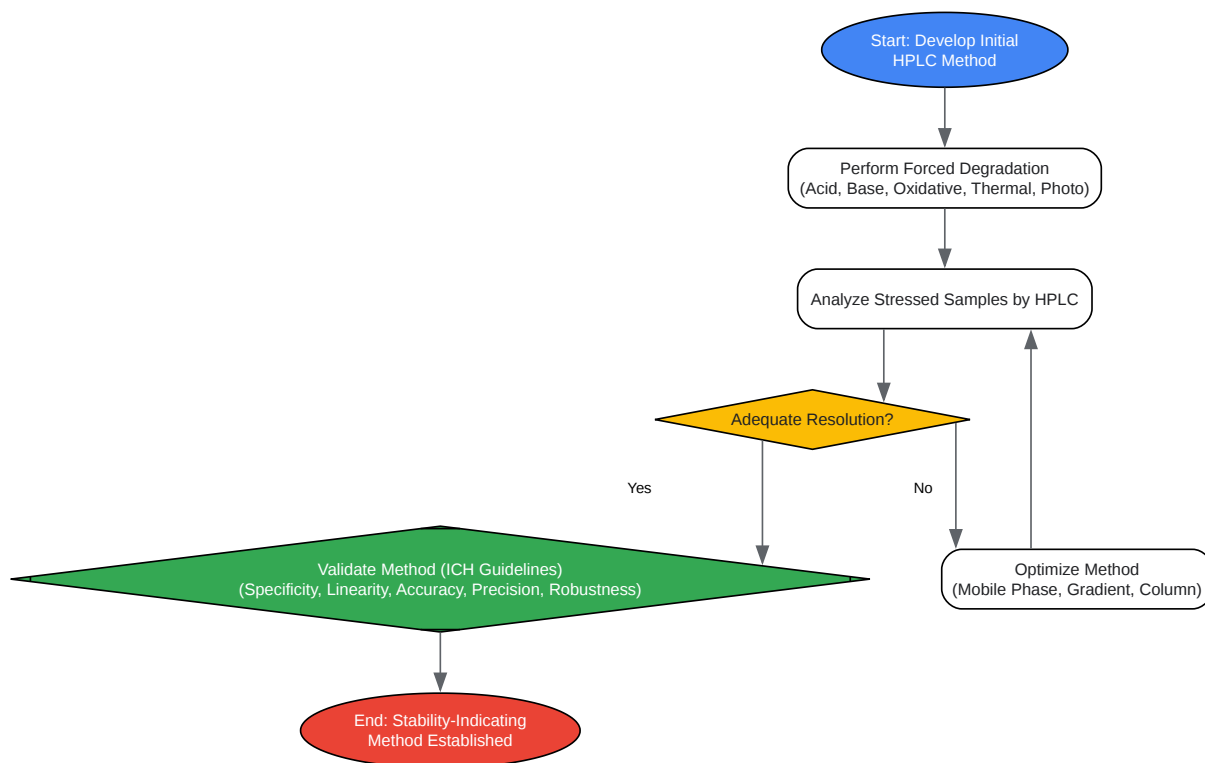 Start: Develop Initial
HPLC Method
Perform Forced Degradation
(Acid, Base, Oxidative, Thermal, Photo)
Analyze Stressed Samples by HPLC
Adequate Resolution?
Yes
No
Validate Method (ICH Guidelines)
(Specificity, Linearity, Accuracy, Precision, Robustness)
Optimize Method
(Mobile Phase, Gradient, Column)
End: Stability-Indicating
Method Established